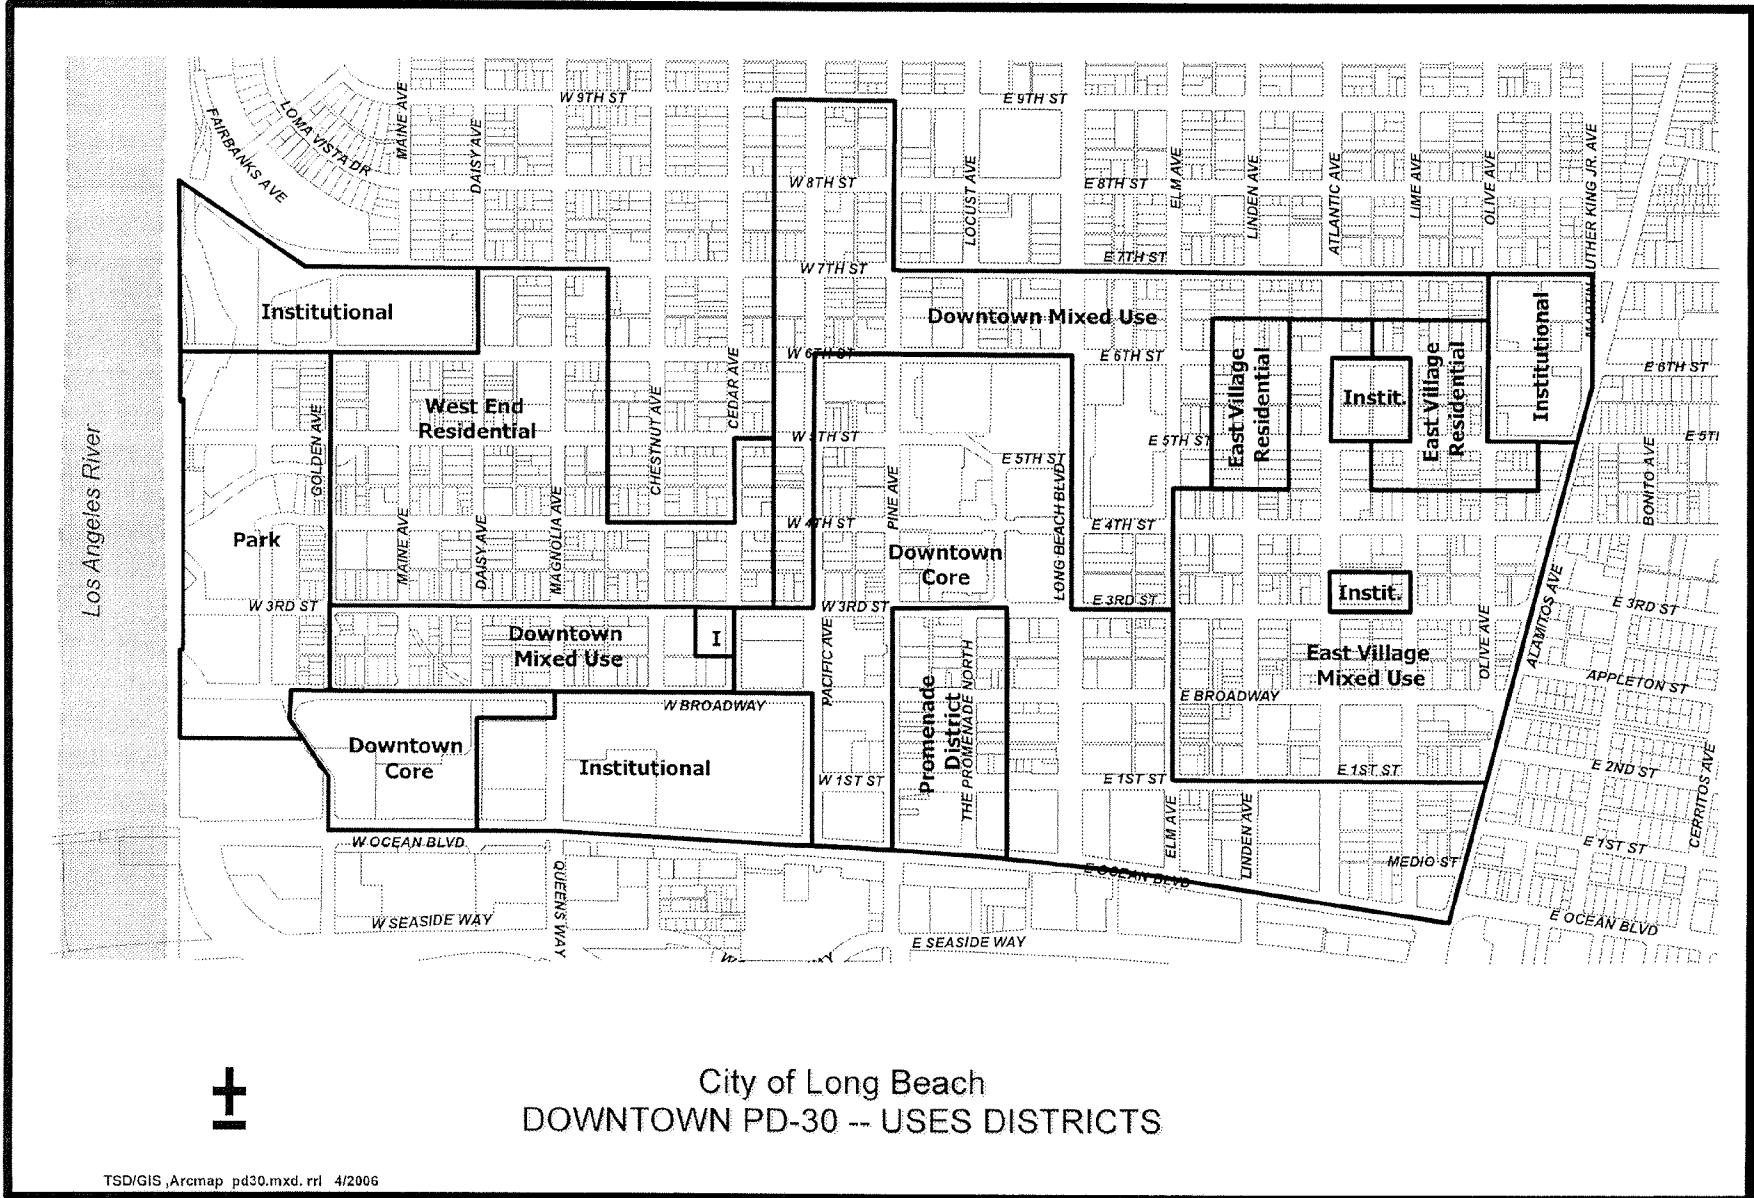 W 9TH ST
E 9TH ST
FAIRBANKS AVE
LOMA VISTA DR
MAINE AVE
DAISY AVE
W 8TH ST
LOCUST AVE
E 8TH ST
ELM AVE
LINDEN AVE
ATLANTIC AVE
LIME AVE
OLIVE AVE
UTHER KING JR. AVE
W 7TH ST
E 7TH ST
Institutional
Downtown Mixed Use
Institutional
W 6TH ST
E 6TH ST
E 6TH ST
CEDAR AVE
East Village
Residential
Instit.
East Village
Residential
West End
Residential
GOLDEN AVE
CHESTNUT AVE
W 5TH ST
E 5TH ST
E 5TH ST
E 5TI
Los Angeles River
PINE AVE
LONG BEACH BLVD
BONITO AVE
MAINE AVE
DAISY AVE
MAGNOLIA AVE
W 4TH ST
E 4TH ST
Park
Downtown
Core
Instit.
ALAMITOS AVE
W 3RD ST
W 3RD ST
E 3RD ST
E 3RD ST
OLIVE AVE
Downtown
Mixed Use
I
PACIFIC AVE
East Village
Mixed Use
APPLETON ST
W BROADWAY
E BROADWAY
Promenade
District
THE PROMENADE NORTH
Downtown
Core
Institutional
W 1ST ST
E 1ST ST
E 1ST ST
E 2ND ST
CERRITOS AVE
W OCEAN BLVD
ELM AVE
LINDEN AVE
MEDIO ST
E 1ST ST
E OCEAN BLVD
QUEENS WAY
W SEASIDE WAY
E SEASIDE WAY
E OCEAN BLVD
City of Long Beach
DOWNTOWN PD-30 -- USES DISTRICTS
TSD/GIS ,Arcmap pd30.mxd. rrl 4/2006